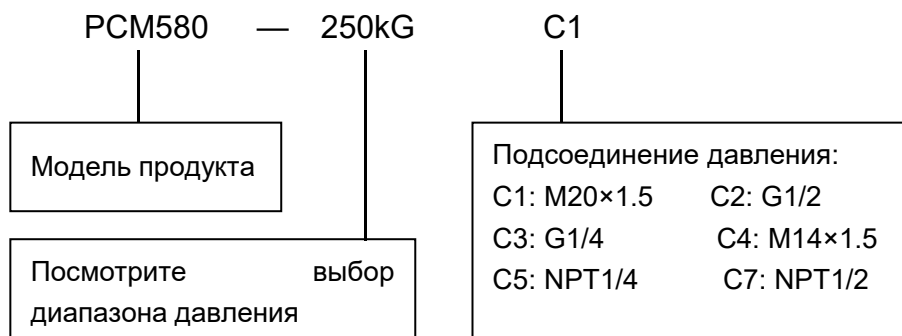 PCM580 — 250kG C1
Модель продукта
Посмотрите выбор
диапазона давления
Подсоединение давления:
C1: M20×1.5 C2: G1/2
C3: G1/4 C4: M14×1.5
C5: NPT1/4 C7: NPT1/2